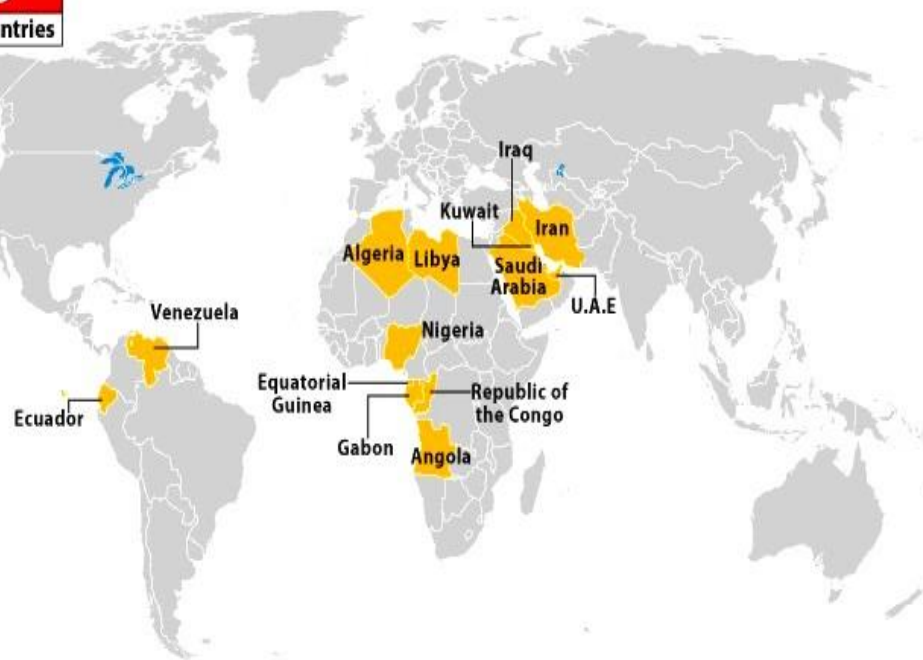 ntries
Iraq
Kuwait
Iran
Algeria
Libya
Saudi
Arabia
U.A.E
Venezuela
Nigeria
Equatorial
Guinea
Republic of
the Congo
Ecuador
Gabon
Angola